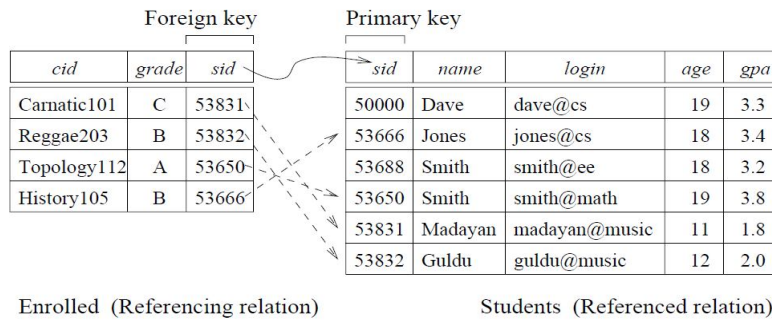 Foreign key Primary key
cid grade sid sid name login age gpa
Carnatic101 C 53831 50000 Dave dave@cs 19 3.3
Reggae203 B 53832 53666 Jones jones@cs 18 3.4
Topology112 A 53650 53688 Smith smith@ee 18 3.2
History105 B 53666 53650 Smith smith@math 19 3.8
53831 Madayan madayan@music 11 1.8
53832 Guldu guldu@music 12 2.0
Enrolled (Referencing relation) Students (Referenced relation)